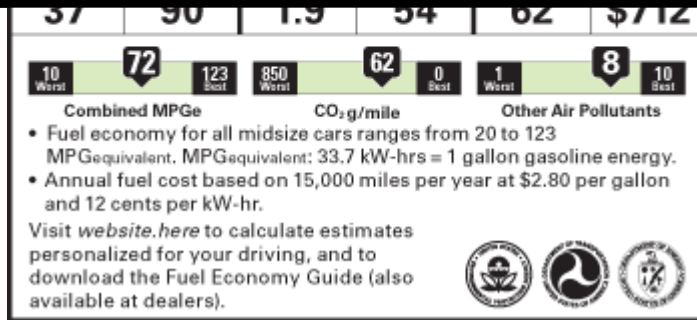 37 90 1.9 54 62 $712
10 Worst 72 123 Best 850 Worst 62 0 Best 1 Worst 8 10 Best
Combined MPGe CO₂ g/mile Other Air Pollutants
• Fuel economy for all midsize cars ranges from 20 to 123
MPGequivalent. MPGequivalent: 33.7 kW-hrs = 1 gallon gasoline energy.
• Annual fuel cost based on 15,000 miles per year at $2.80 per gallon
and 12 cents per kW-hr.
Visit website.here to calculate estimates
personalized for your driving, and to
download the Fuel Economy Guide (also
available at dealers).